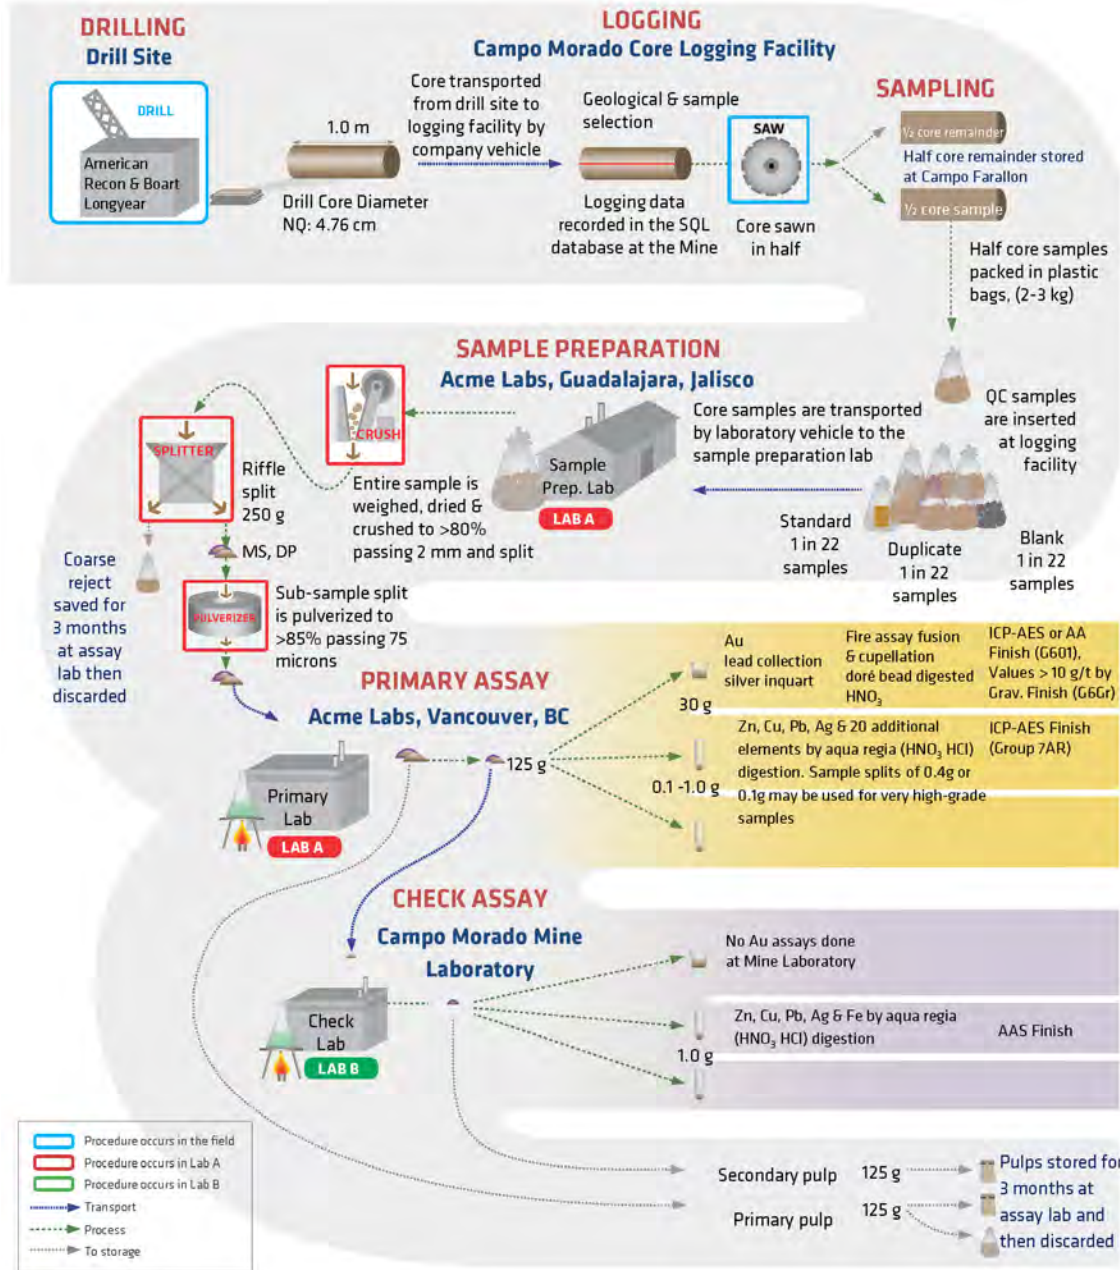 DRILLING
Drill Site
DRILL
American
Recon & Boart
Longyear
1.0 m
Drill Core Diameter
NQ: 4.76 cm
LOGGING
Campo Morado Core Logging Facility
Core transported
from drill site to
logging facility by
company vehicle
Geological & sample
selection
Logging data
recorded in the SQL
database at the Mine
SAW
Core sawn
in half
SAMPLING
½ core remainder
Half core remainder stored
at Campo Farallon
½ core sample
Half core samples
packed in plastic
bags, (2-3 kg)
QC samples
are inserted
at logging
facility
Standard
1 in 22
samples
Duplicate
1 in 22
samples
Blank
1 in 22
samples
Core samples are transported
by laboratory vehicle to the
sample preparation lab
SAMPLE PREPARATION
Acme Labs, Guadalajara, Jalisco
Sample
Prep. Lab
LAB A
CRUSH
Entire sample is
weighed, dried &
crushed to >80%
passing 2 mm and split
SPLITTER
Riffle
split
250 g
MS, DP
Coarse
reject
saved for
3 months
at assay
lab then
discarded
PULVERIZER
Sub-sample split
is pulverized to
>85% passing 75
microns
PRIMARY ASSAY
Acme Labs, Vancouver, BC
Primary
Lab
LAB A
125 g
30 g
Au
lead collection
silver inquart
Fire assay fusion
& cupellation
doré bead digested
HNO₃
ICP-AES or AA
Finish (G601),
Values > 10 g/t by
Grav. Finish (G6Gr)
0.1 -1.0 g
Zn, Cu, Pb, Ag & 20 additional
elements by aqua regia (HNO₃ HCl)
digestion. Sample splits of 0.4g or
0.1g may be used for very high-grade
samples
ICP-AES Finish
(Group 7AR)
CHECK ASSAY
Campo Morado Mine
Laboratory
Check
Lab
LAB B
No Au assays done
at Mine Laboratory
Zn, Cu, Pb, Ag & Fe by aqua regia
(HNO₃ HCl) digestion
AAS Finish
1.0 g
Secondary pulp
125 g
Primary pulp
125 g
Pulps stored for
3 months at
assay lab and
then discarded
Procedure occurs in the field
Procedure occurs in Lab A
Procedure occurs in Lab B
Transport
Process
To storage